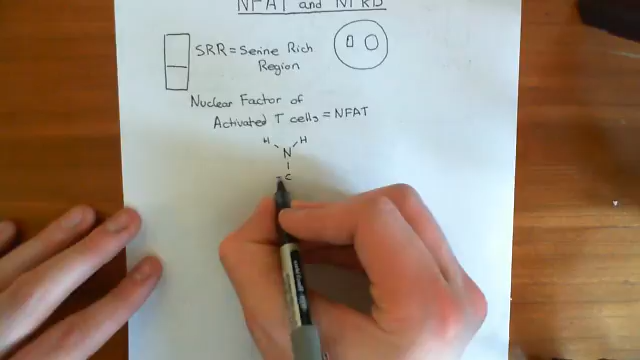 NFAT and NFKB
SRR = Serine Rich
Region
Nuclear Factor of
Activated T cells = NFAT
H H
N
C